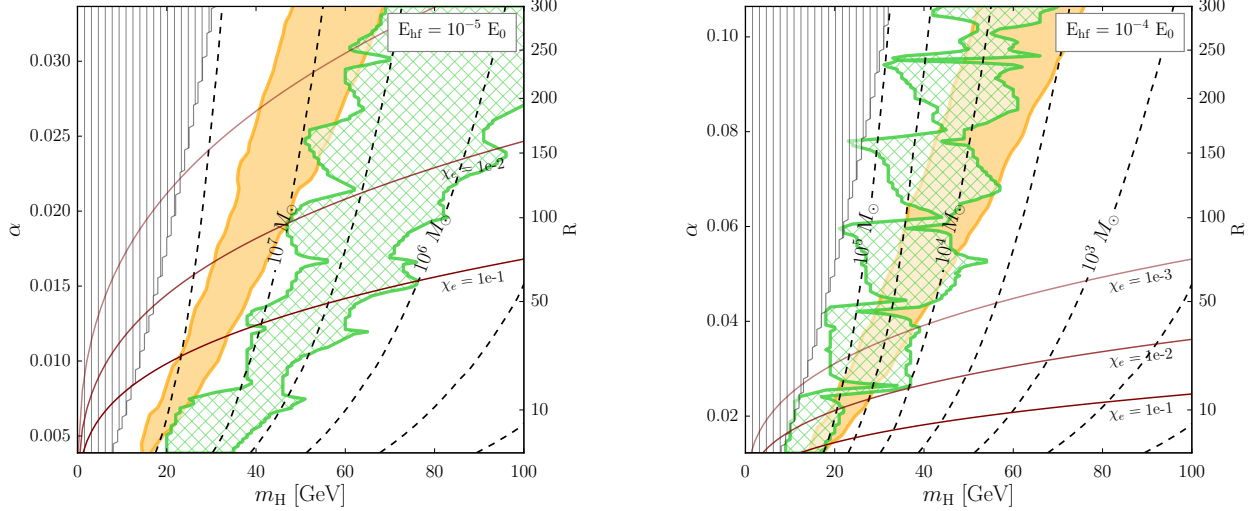 E_hf = 10^−5 E_0
α
0.030
0.025
0.020
0.015
0.010
0.005
300
250
200
150
100
50
10
R
χ_e = 1e-2
χ_e = 1e-1
10^7 M_⊙
10^6 M_⊙
0
20
40
60
80
100
m_H [GeV]
E_hf = 10^−4 E_0
α
0.10
0.08
0.06
0.04
0.02
300
250
200
150
100
50
10
R
10^5 M_⊙
10^4 M_⊙
10^3 M_⊙
χ_e = 1e-3
χ_e = 1e-2
χ_e = 1e-1
0
20
40
60
80
100
m_H [GeV]